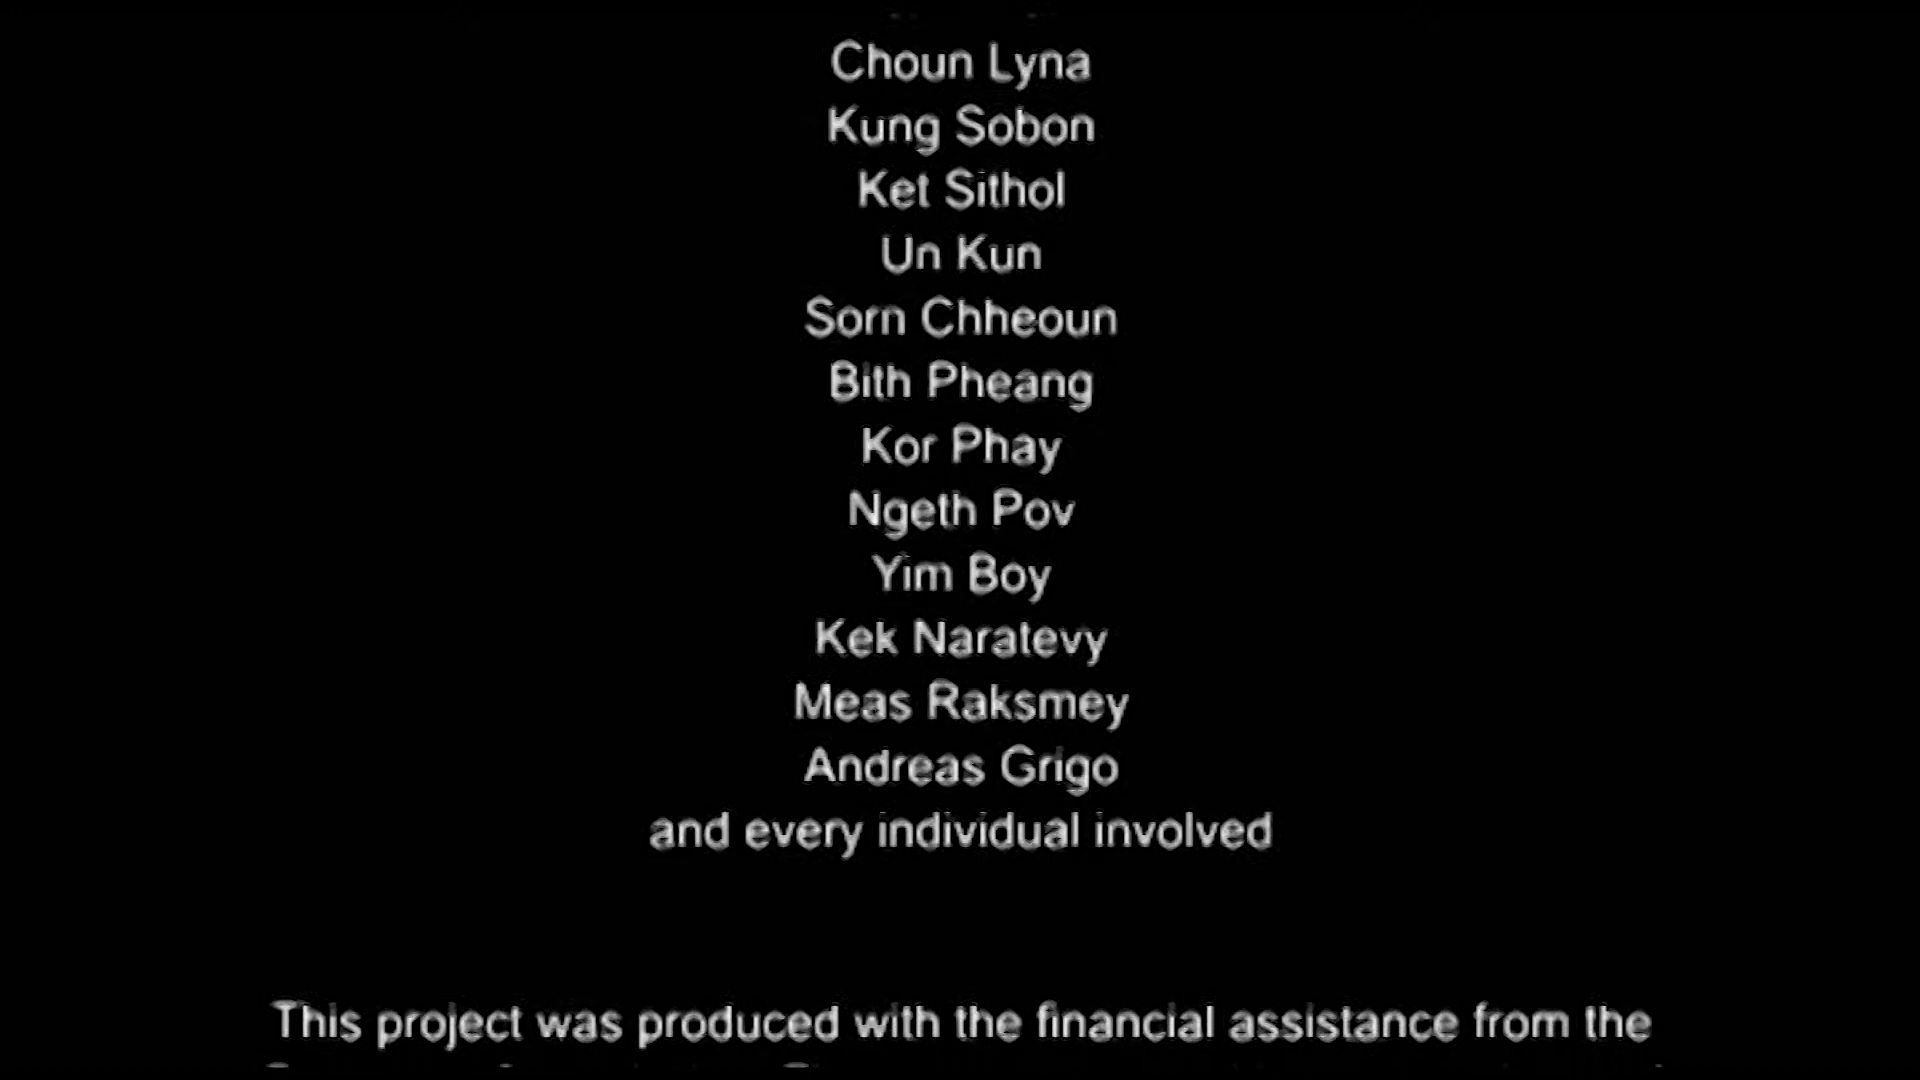 Choun Lyna
Kung Sobon
Ket Sithol
Un Kun
Sorn Chheoun
Bith Pheang
Kor Phay
Ngeth Pov
Yim Boy
Kek Naratevy
Meas Raksmey
Andreas Grigo
and every individual involved
This project was produced with the financial assistance from the